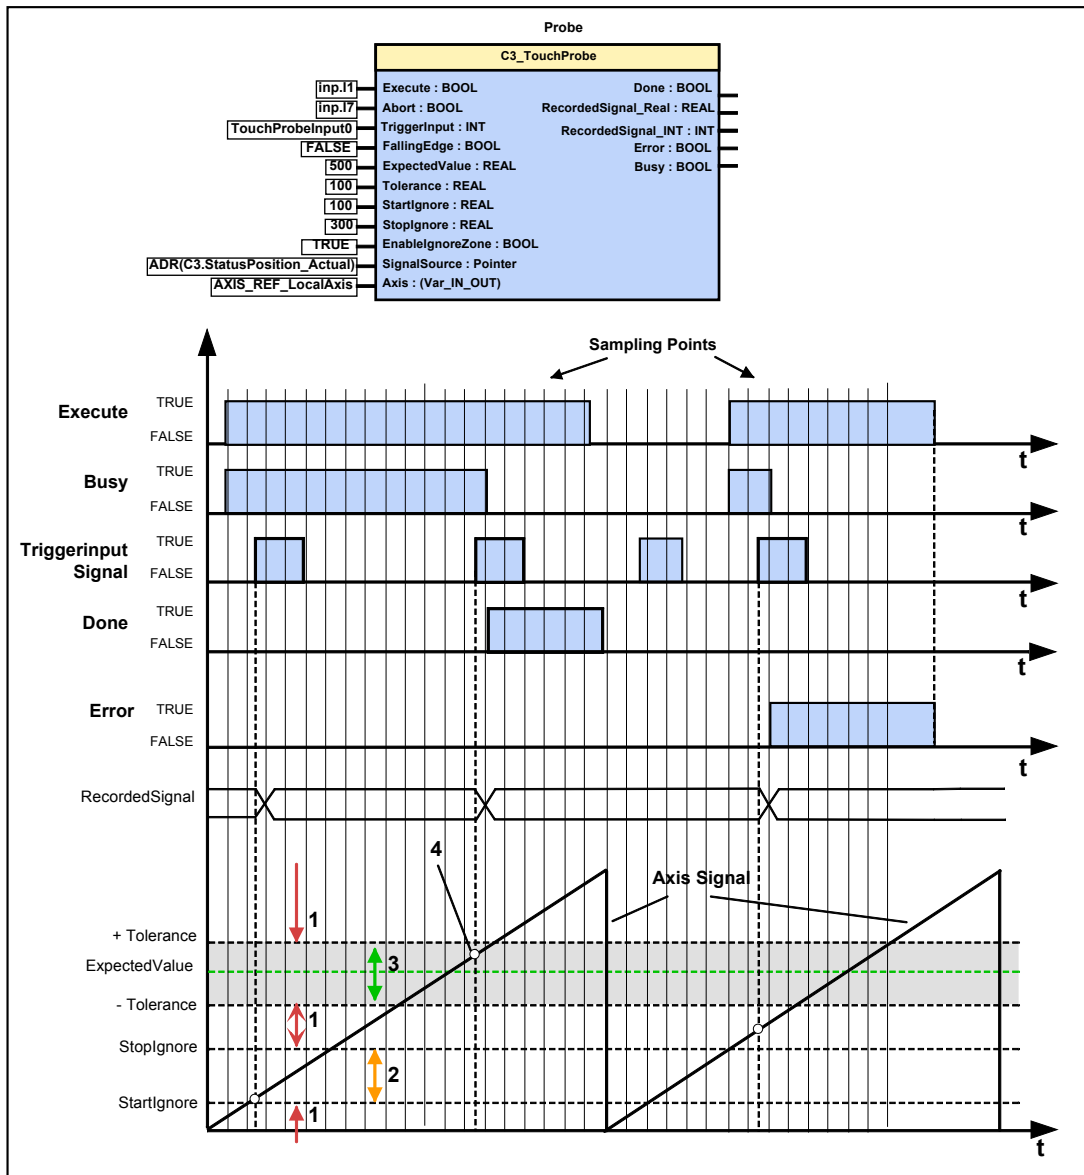 Probe
C3_TouchProbe
inp.I1 Execute : BOOL Done : BOOL
inp.I7 Abort : BOOL RecordedSignal_Real : REAL
TouchProbeInput0 TriggerInput : INT RecordedSignal_INT : INT
FALSE FallingEdge : BOOL Error : BOOL
500 ExpectedValue : REAL Busy : BOOL
100 Tolerance : REAL
100 StartIgnore : REAL
300 StopIgnore : REAL
TRUE EnableIgnoreZone : BOOL
ADR(C3.StatusPosition_Actual) SignalSource : Pointer
AXIS_REF_LocalAxis Axis : (Var_IN_OUT)
Sampling Points
Execute TRUE
FALSE
t
Busy TRUE
FALSE
t
Triggerinput TRUE
Signal FALSE
t
Done TRUE
FALSE
t
Error TRUE
FALSE
t
RecordedSignal
4
Axis Signal
1
+ Tolerance
ExpectedValue 3
- Tolerance
1
StopIgnore
2
StartIgnore
1
t